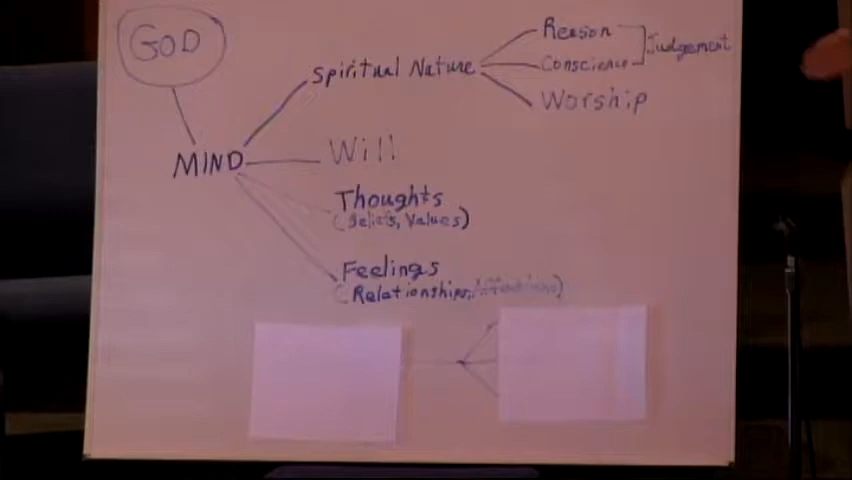 GOD
Reason
Conscience
Judgement
Spiritual Nature
Worship
MIND
Will
Thoughts
(Beliefs, Values)
Feelings
(Relationships,